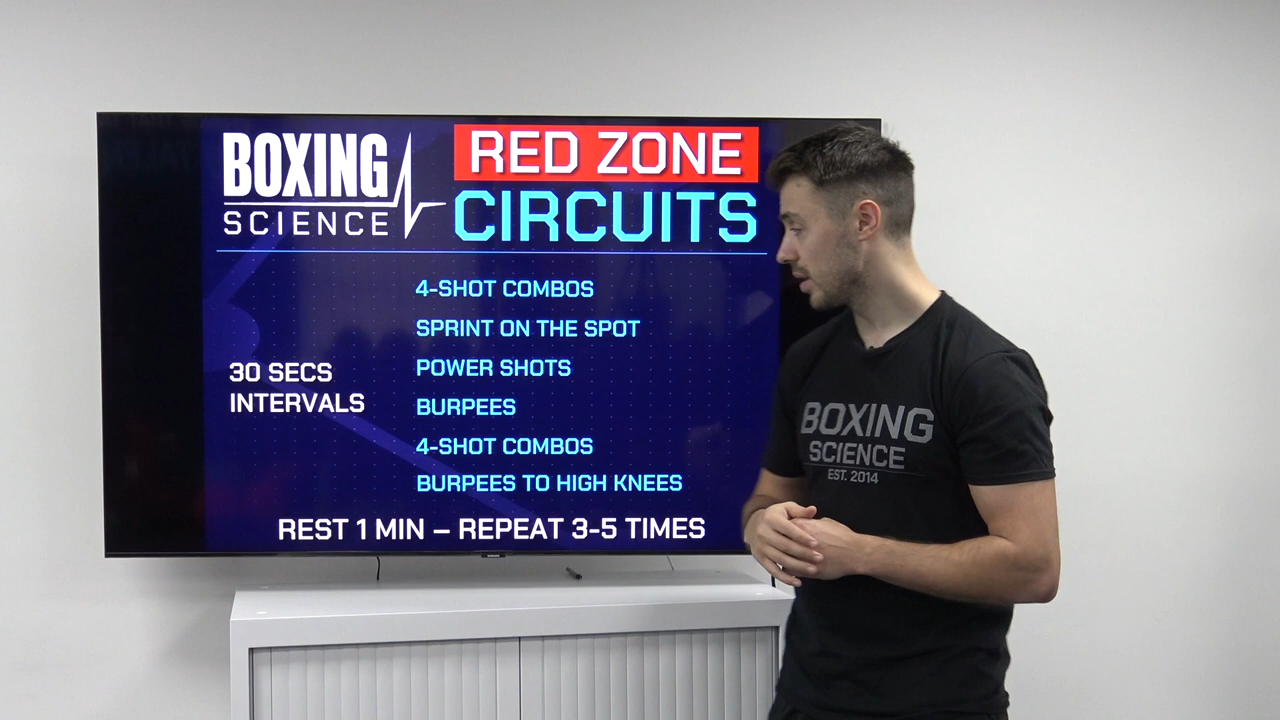 BOXING
SCIENCE
RED ZONE
CIRCUITS
30 SECS
INTERVALS
4-SHOT COMBOS
SPRINT ON THE SPOT
POWER SHOTS
BURPEES
4-SHOT COMBOS
BURPEES TO HIGH KNEES
REST 1 MIN – REPEAT 3-5 TIMES
BOXING
SCIENCE
EST. 2014